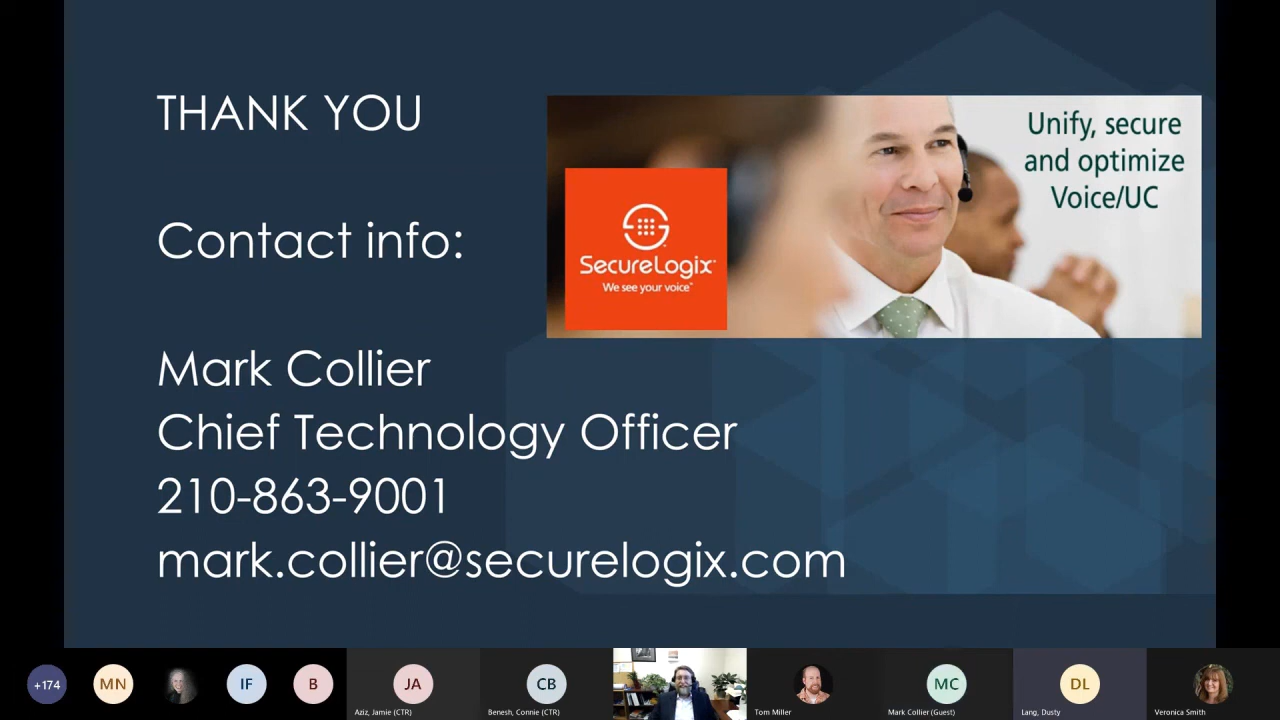 THANK YOU
Contact info:
Mark Collier
Chief Technology Officer
210-863-9001
mark.collier@securelogix.com
SecureLogix
We see your voice
Unify, secure
and optimize
Voice/UC
+174
MN
IF
B
JA
Aziz, Jamie (CTR)
CB
Benesh, Connie (CTR)
Tom Miller
MC
Mark Collier (Guest)
DL
Lang, Dusty
Veronica Smith